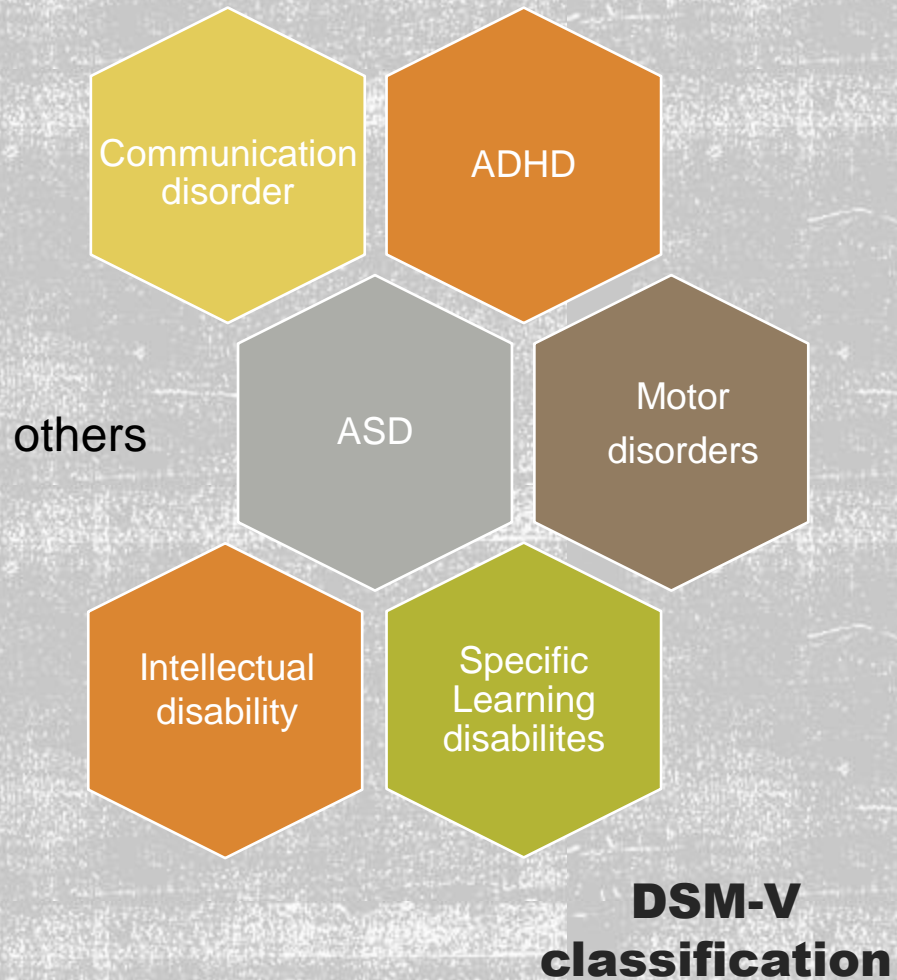 Communication
disorder
ADHD
others
ASD
Motor
disorders
Intellectual
disability
Specific
Learning
disabilites
DSM-V
classification